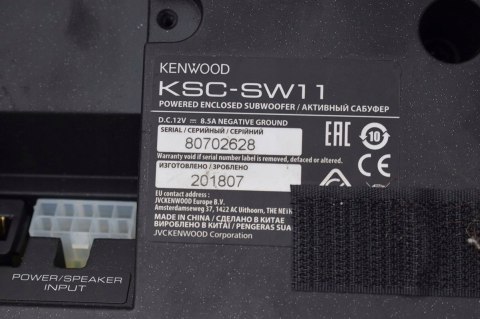 KENWOOD
KSC-SW11
POWERED ENCLOSED SUBWOOFER / АКТИВНЫЙ САБУФЕР
D.C.12V 8.5A NEGATIVE GROUND
SERIAL / СЕРИЙНЫЙ / СЕРІЙНИЙ
80702628
Warranty void if serial number label is removed, defaced or altered.
ИЗГОТОВЛЕНО / ЗРОБЛЕНО
201807
EU contact address :
JVCKENWOOD Europe B.V.
Amsterdamseweg 37, 1422 AC Uithoorn, THE NETH
MADE IN CHINA / СДЕЛАНО В КИТАЕ
ВИРОБЛЕНО В КИТАЇ / PENGERAS SUA
JVCKENWOOD Corporation
EAC
10
CE
POWER/SPEAKER
INPUT